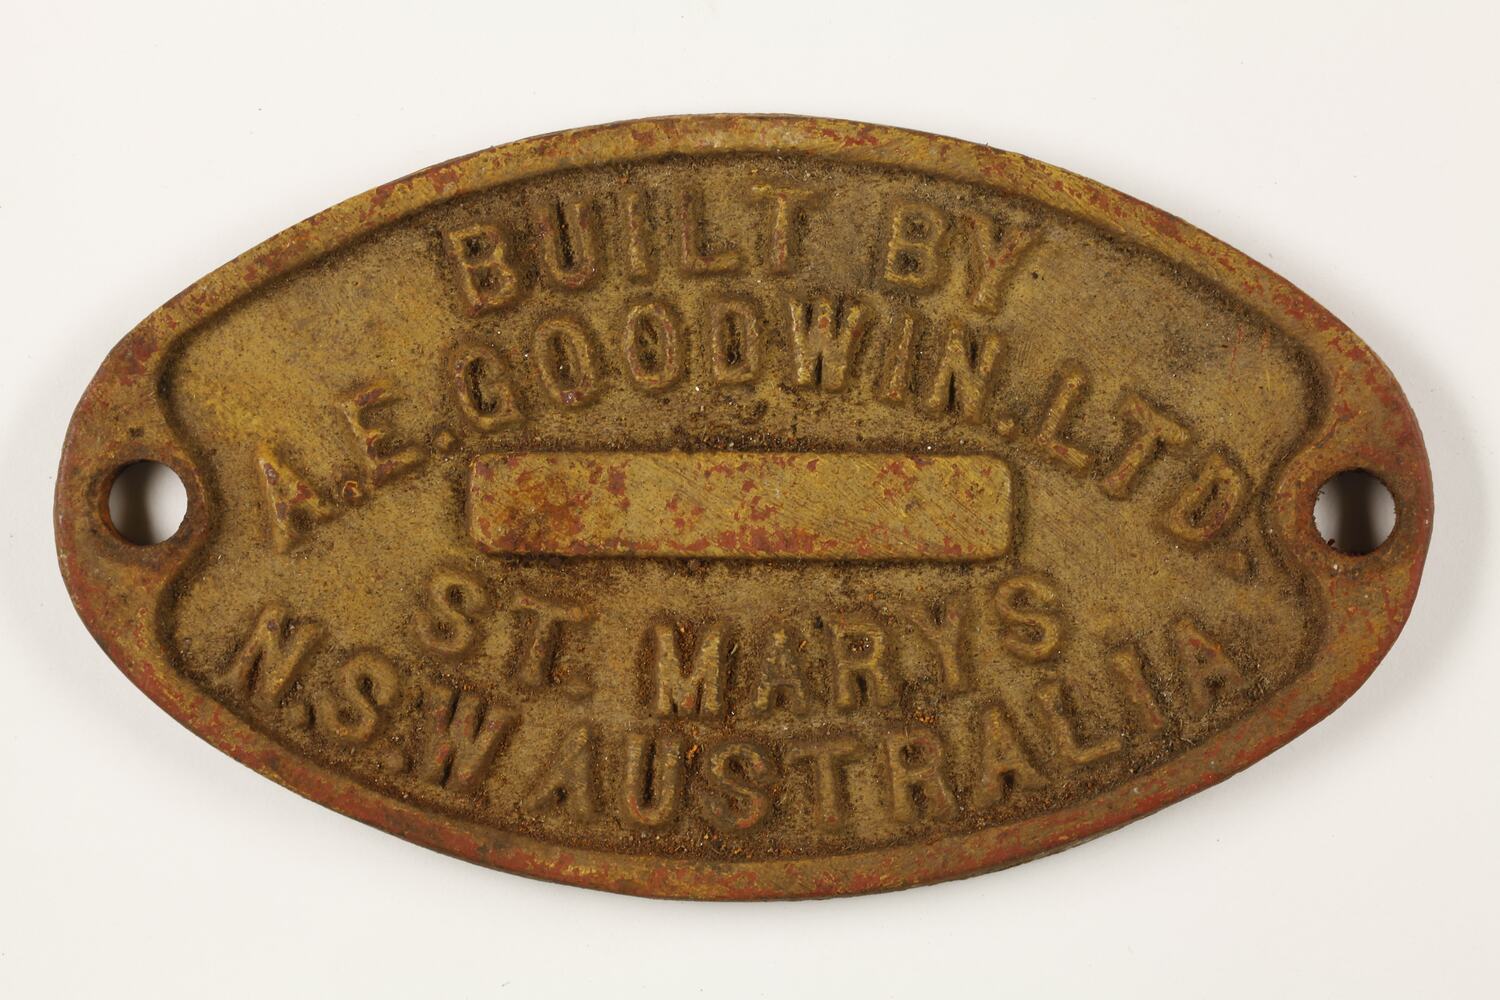 BUILT BY
A.E.GOODWIN.LTD.
ST. MARYS
N.S.W AUSTRALIA